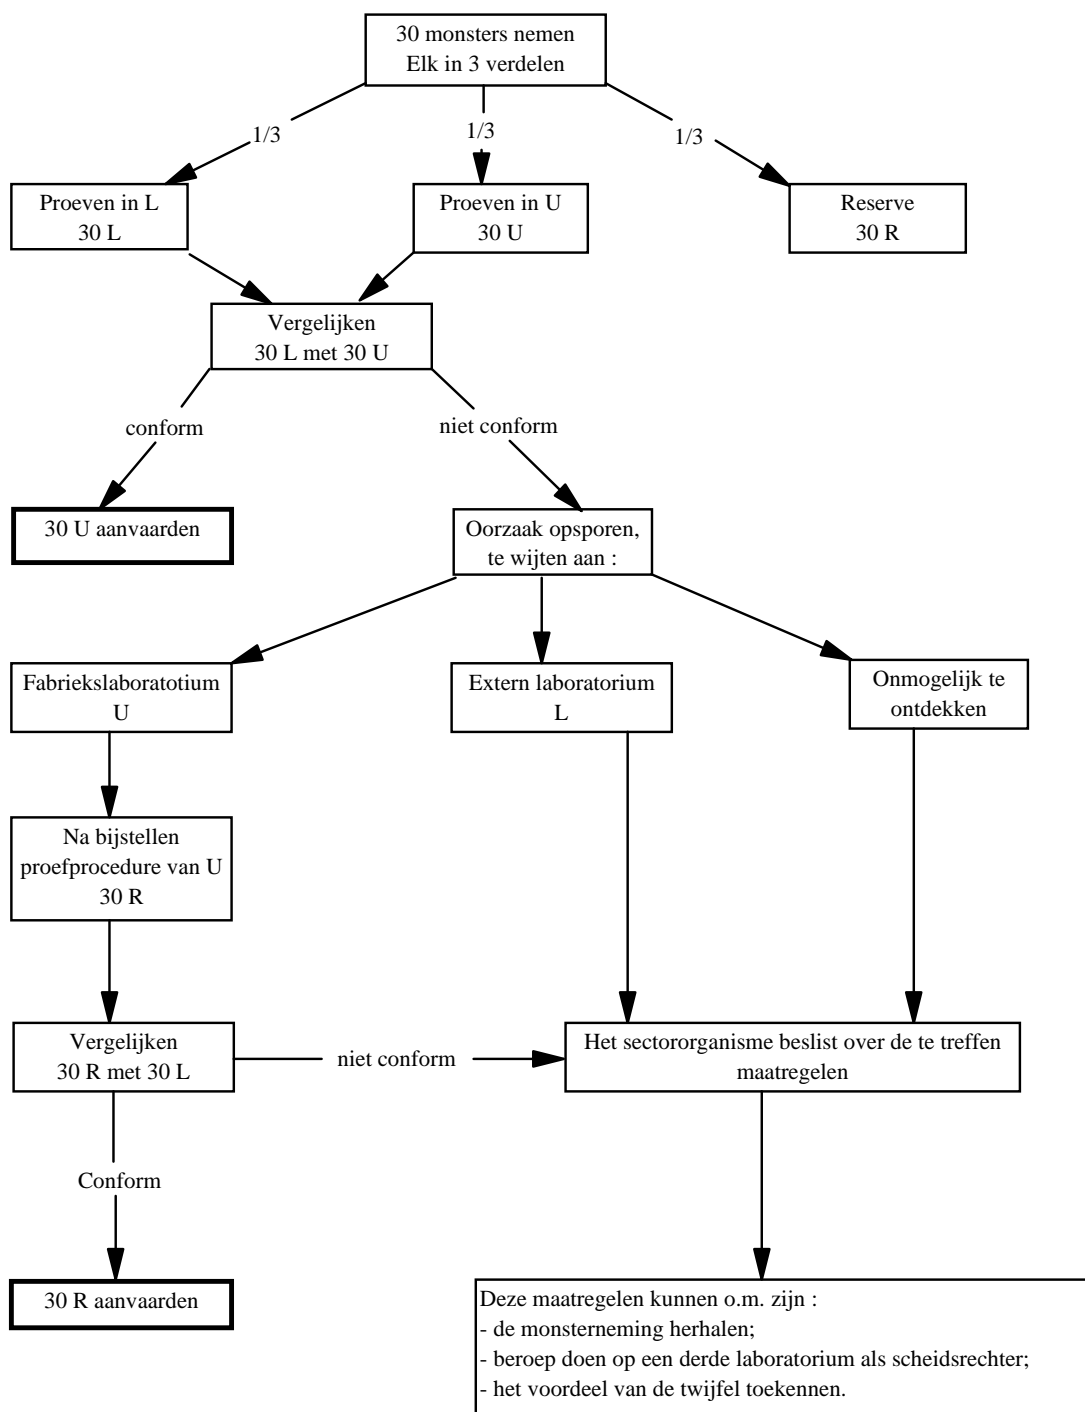 30 monsters nemen
Elk in 3 verdelen
1/3
1/3
1/3
Proeven in L
30 L
Proeven in U
30 U
Reserve
30 R
Vergelijken
30 L met 30 U
conform
niet conform
30 U aanvaarden
Oorzaak opsporen,
te wijten aan :
Fabriekslaboratotium
U
Extern laboratorium
L
Onmogelijk te
ontdekken
Na bijstellen
proefprocedure van U
30 R
Vergelijken
30 R met 30 L
niet conform
Het sectororganisme beslist over de te treffen
maatregelen
Conform
30 R aanvaarden
Deze maatregelen kunnen o.m. zijn :
- de monsterneming herhalen;
- beroep doen op een derde laboratorium als scheidsrechter;
- het voordeel van de twijfel toekennen.